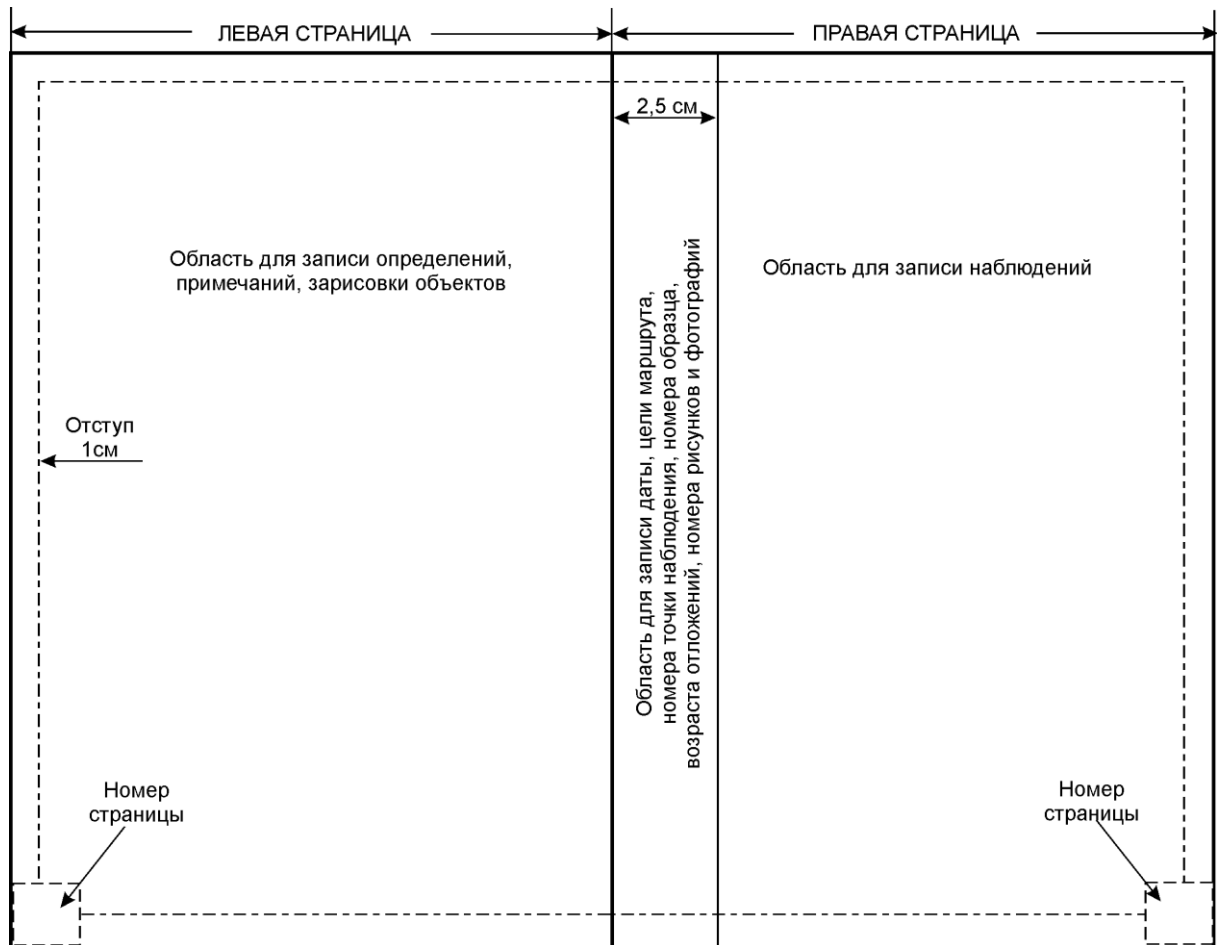 ЛЕВАЯ СТРАНИЦА
ПРАВАЯ СТРАНИЦА
2,5 см
Область для записи определений,
примечаний, зарисовки объектов
Область для записи даты, цели маршрута,
номера точки наблюдения, номера образца,
возраста отложений, номера рисунков и фотографий
Область для записи наблюдений
Отступ
1см
Номер
страницы
Номер
страницы